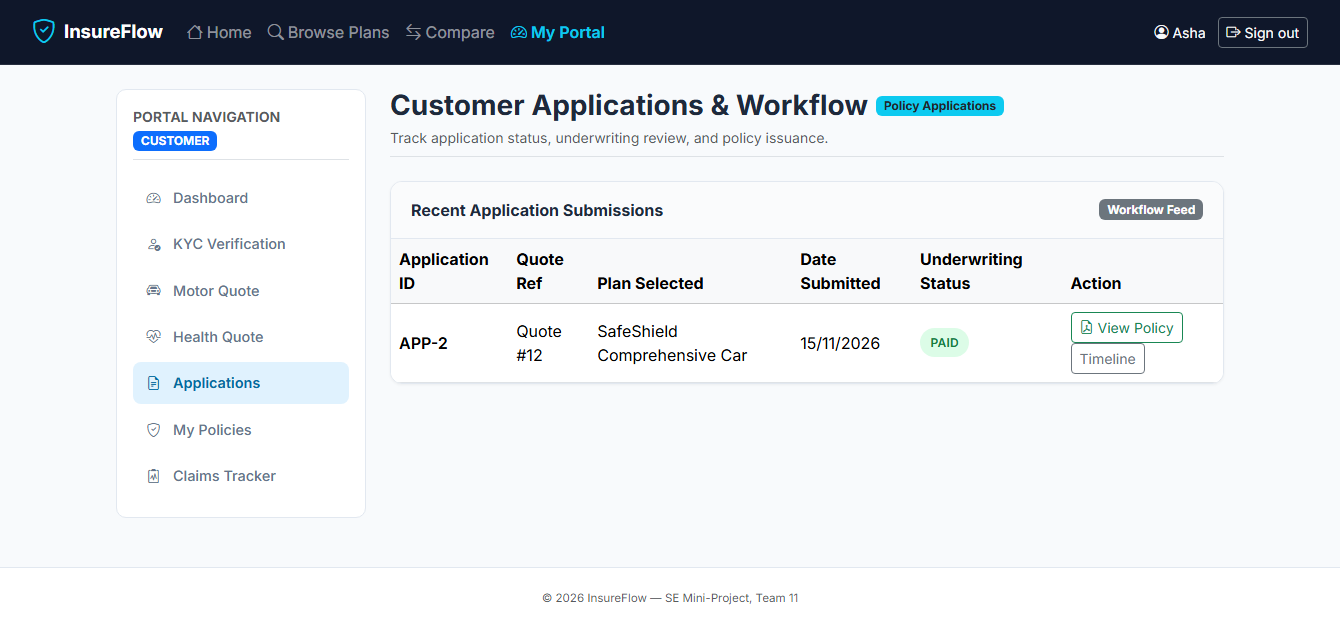 InsureFlow
Home
Browse Plans
Compare
My Portal
Asha
Sign out
PORTAL NAVIGATION
CUSTOMER
Dashboard
KYC Verification
Motor Quote
Health Quote
Applications
My Policies
Claims Tracker
Customer Applications & Workflow
Policy Applications
Track application status, underwriting review, and policy issuance.
Recent Application Submissions
Workflow Feed
Application ID
Quote Ref
Plan Selected
Date Submitted
Underwriting Status
Action
APP-2
Quote #12
SafeShield Comprehensive Car
15/11/2026
PAID
View Policy
Timeline
© 2026 InsureFlow — SE Mini-Project, Team 11